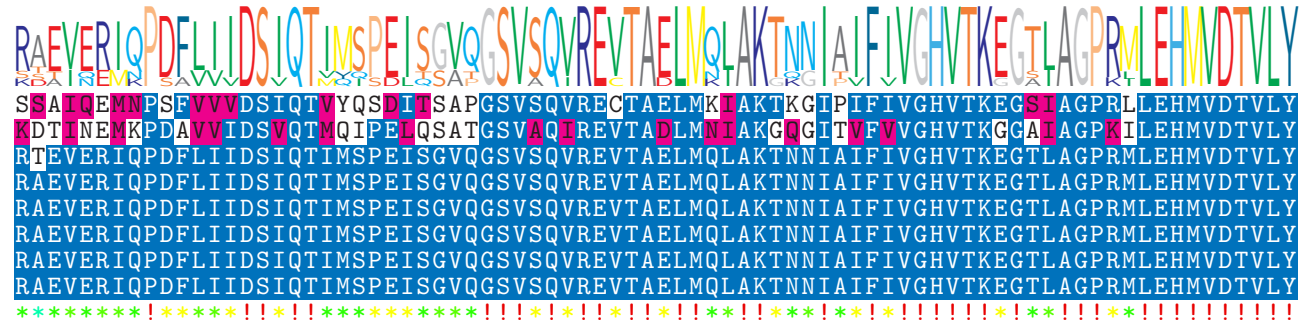 RAEVERIQPDFLIIDSIQTIMSPEISGVQGSVSQVREVTAELMQLAKTNNIAIFIVGHVTKEGTLAGPRMLEHMVDTVLY
SSAIQEMNPSFVVVDSIQTVYQSDITSAPGSVSQVRECTAELMKIAKTKGIPIFIVGHVTKEGSIAGPRLLEHMVDTVLY
KDTINEMKPDAVVIDSVQTMQIPELQSATGSVAQIREVTADLMNIAKGQGITVFVVGHVTKGGAIAGPKILEHMVDTVLY
RTEVERIQPDFLIIDSIQTIMSPEISGVQGSVSQVREVTAELMQLAKTNNIAIFIVGHVTKEGTLAGPRMLEHMVDTVLY
RAEVERIQPDFLIIDSIQTIMSPEISGVQGSVSQVREVTAELMQLAKTNNIAIFIVGHVTKEGTLAGPRMLEHMVDTVLY
RAEVERIQPDFLIIDSIQTIMSPEISGVQGSVSQVREVTAELMQLAKTNNIAIFIVGHVTKEGTLAGPRMLEHMVDTVLY
RAEVERIQPDFLIIDSIQTIMSPEISGVQGSVSQVREVTAELMQLAKTNNIAIFIVGHVTKEGTLAGPRMLEHMVDTVLY
RAEVERIQPDFLIIDSIQTIMSPEISGVQGSVSQVREVTAELMQLAKTNNIAIFIVGHVTKEGTLAGPRMLEHMVDTVLY
RAEVERIQPDFLIIDSIQTIMSPEISGVQGSVSQVREVTAELMQLAKTNNIAIFIVGHVTKEGTLAGPRMLEHMVDTVLY
********!*****!!*!!**********!!!*!*!!*!!*!!**!!***!**!*!!!!!!*!**!!!**!!!!!!!!!!